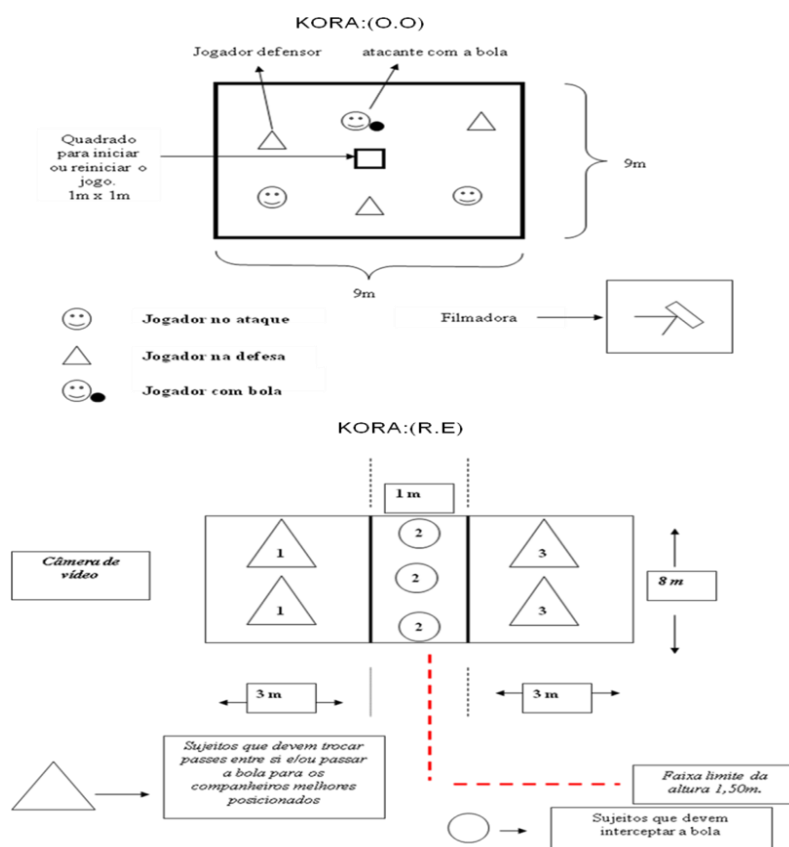 KORA:(O.O)
Jogador defensor
atacante com a bola
Quadrado
para iniciar
ou reiniciar o
jogo.
1m x 1m
9m
9m
Jogador no ataque
Filmadora
Jogador na defesa
Jogador com bola
KORA:(R.E)
1 m
1
2
3
Câmera de
vídeo
2
8 m
1
2
3
3 m
3 m
Sujeitos que devem trocar
passes entre si e/ou passar
a bola para os
companheiros melhores
posicionados
Faixa limite da
altura 1,50m.
Sujeitos que devem
interceptar a bola